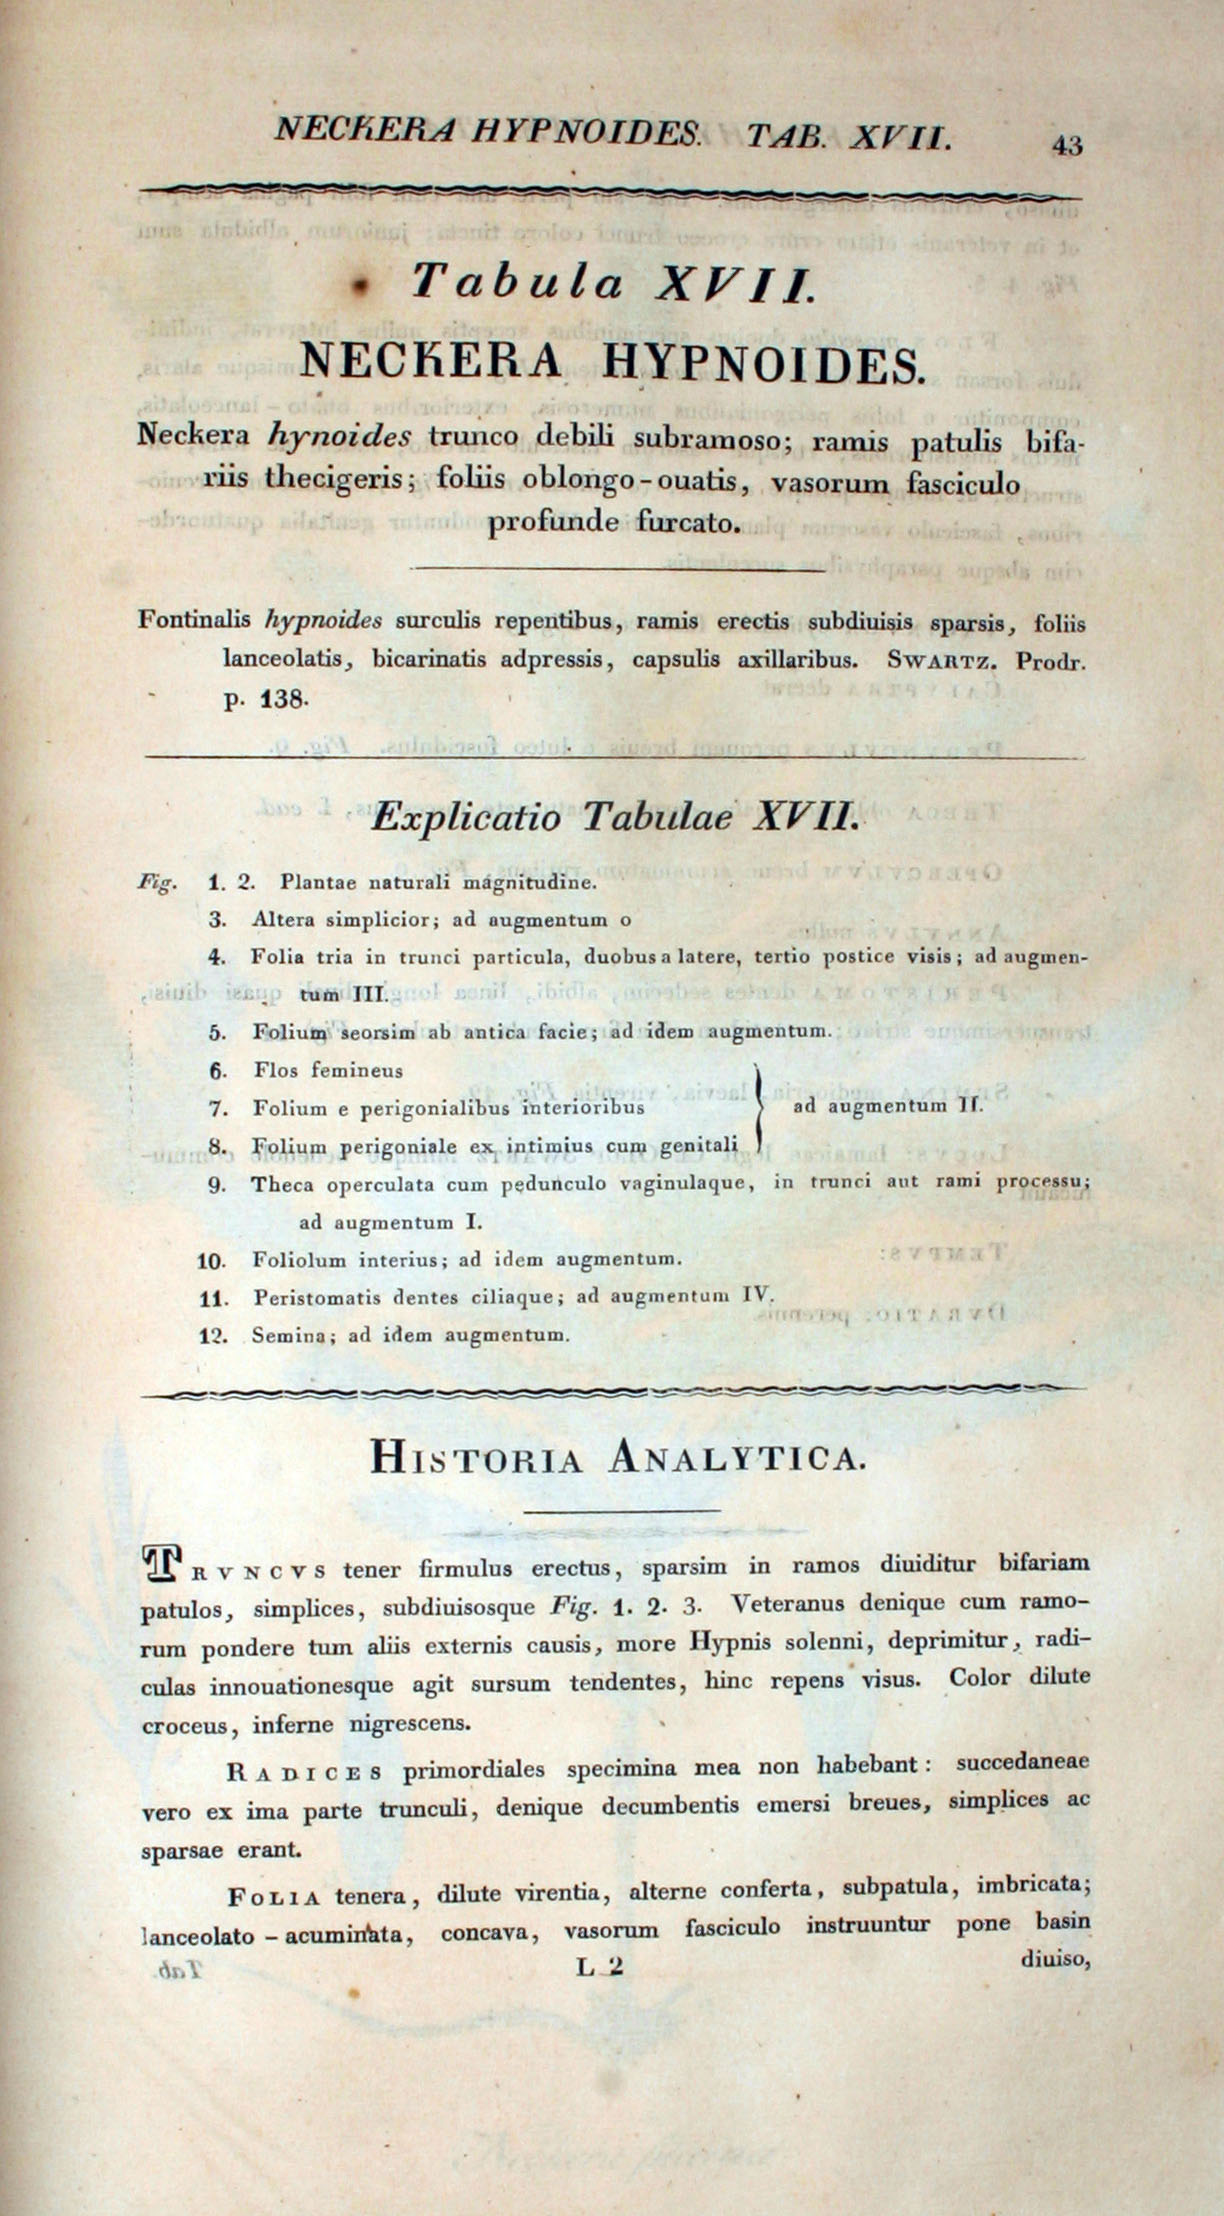 NECKERA HYPNOIDES. TAB. XVII. 43
Tabula XVII.
NECKERA HYPNOIDES.
Neckera hynoides trunco debili subramoso; ramis patulis bifa-
riis thecigeris; foliis oblongo-ouatis, vasorum fasciculo
profunde furcato.
Fontinalis hypnoides surculis repentibus, ramis erectis subdiuisis sparsis, foliis
lanceolatis, bicarinatis adpressis, capsulis axillaribus. SWARTZ. Prodr.
p. 138.
Explicatio Tabulae XVII.
Fig. 1. 2. Plantae naturali magnitudine.
3. Altera simplicior; ad augmentum o
4. Folia tria in trunci particula, duobus a latere, tertio postice visis; ad augmen-
tum III.
5. Folium seorsim ab antica facie; ad idem augmentum.
6. Flos femineus
7. Folium e perigonialibus interioribus } ad augmentum II.
8. Folium perigoniale ex intimius cum genitali
9. Theca operculata cum pedunculo vaginulaque, in trunci aut rami processu;
ad augmentum I.
10. Foliolum interius; ad idem augmentum.
11. Peristomatis dentes ciliaque; ad augmentum IV.
12. Semina; ad idem augmentum.
HISTORIA ANALYTICA.
TRVNCVS tener firmulus erectus, sparsim in ramos diuiditur bifariam
patulos, simplices, subdiuisosque Fig. 1. 2. 3. Veteranus denique cum ramo-
rum pondere tum aliis externis causis, more Hypnis solenni, deprimitur, radi-
culas innouationesque agit sursum tendentes, hinc repens visus. Color dilute
croceus, inferne nigrescens.
RADICES primordiales specimina mea non habebant: succedaneae
vero ex ima parte trunculi, denique decumbentis emersi breues, simplices ac
sparsae erant.
FOLIA tenera, dilute virentia, alterne conferta, subpatula, imbricata;
lanceolato-acuminata, concava, vasorum fasciculo instruuntur pone basin
L 2 diuiso,